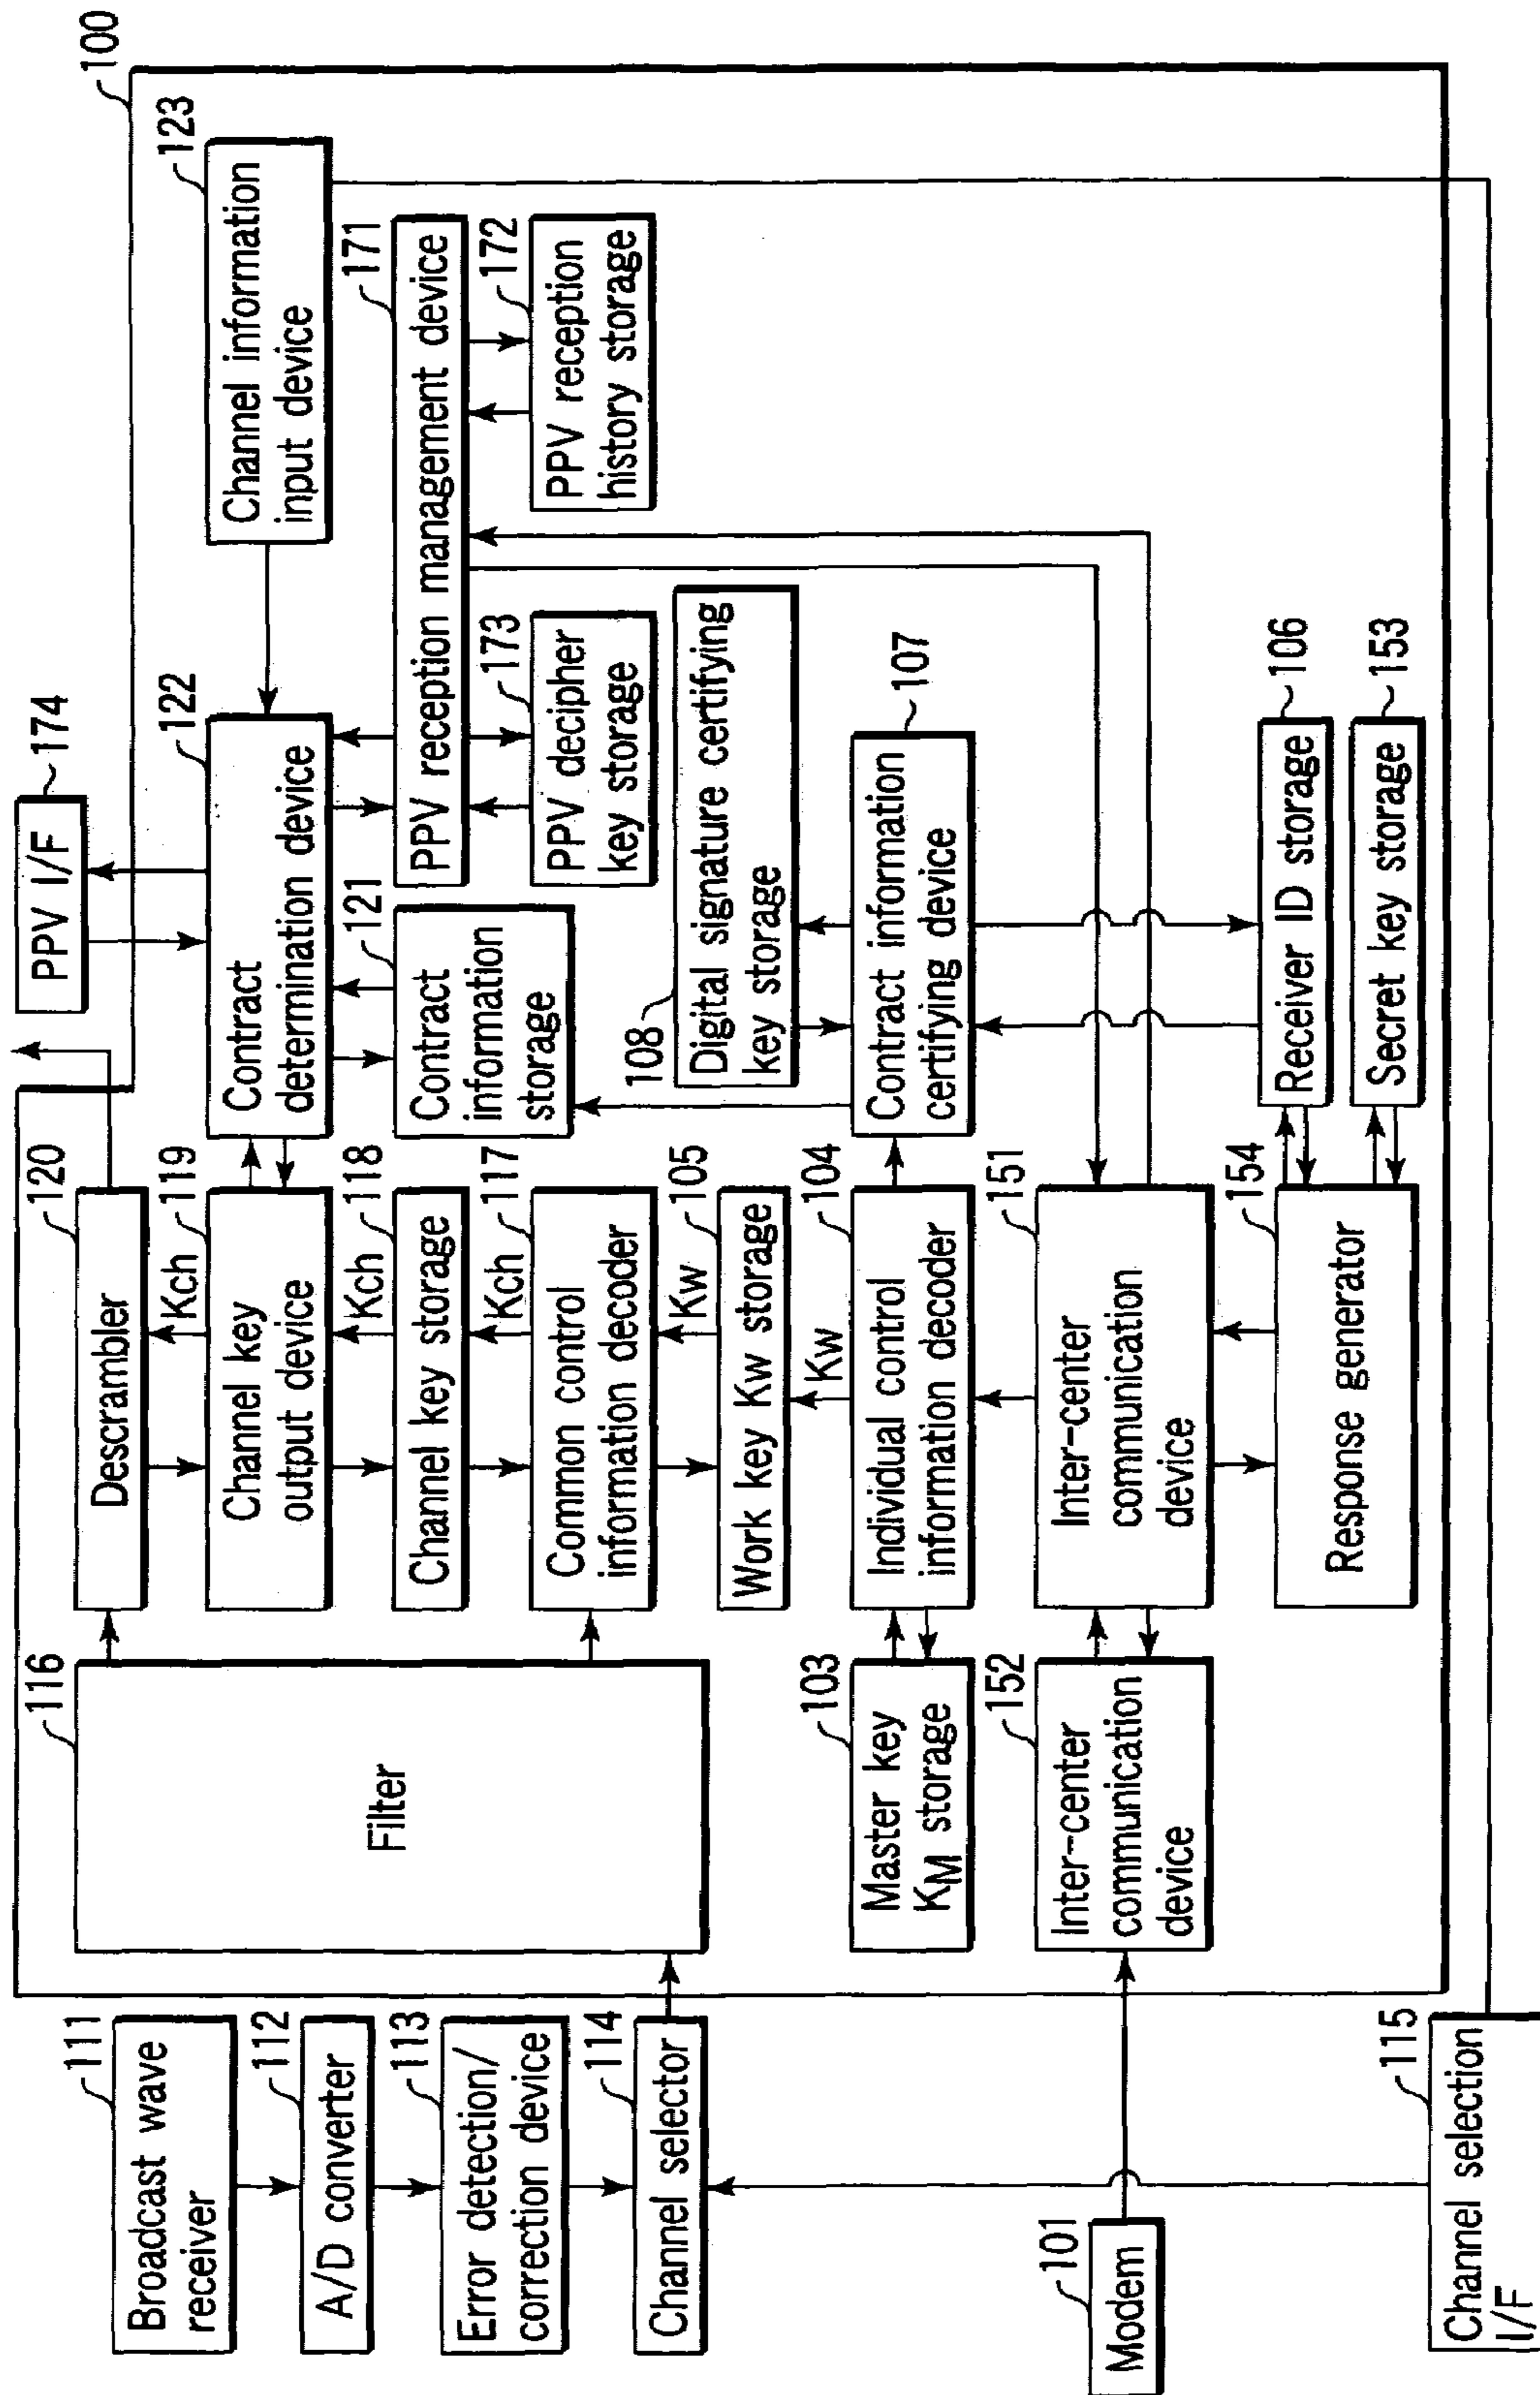 100
111
Broadcast wave
receiver
112
A/D converter
113
Error detection/
correction device
114
Channel selector
101
Modem
115
Channel selection
I/F
116
Filter
103
Master key
KM storage
152
Inter-center
communication
device
120
Descrambler
Kch
119
Channel key
output device
Kch
118
Channel key storage
Kch
117
Common control
information decoder
Kw
105
Work key Kw storage
Kw
104
Individual control
information decoder
151
Inter-center
communication
device
154
Response generator
PPV I/F
174
122
Contract
determination device
121
Contract
information
storage
123
Channel information
input device
171
PPV reception management device
173
PPV decipher
key storage
172
PPV reception
history storage
108
Digital signature certifying
key storage
107
Contract information
certifying device
Receiver ID storage
106
Secret key storage
153